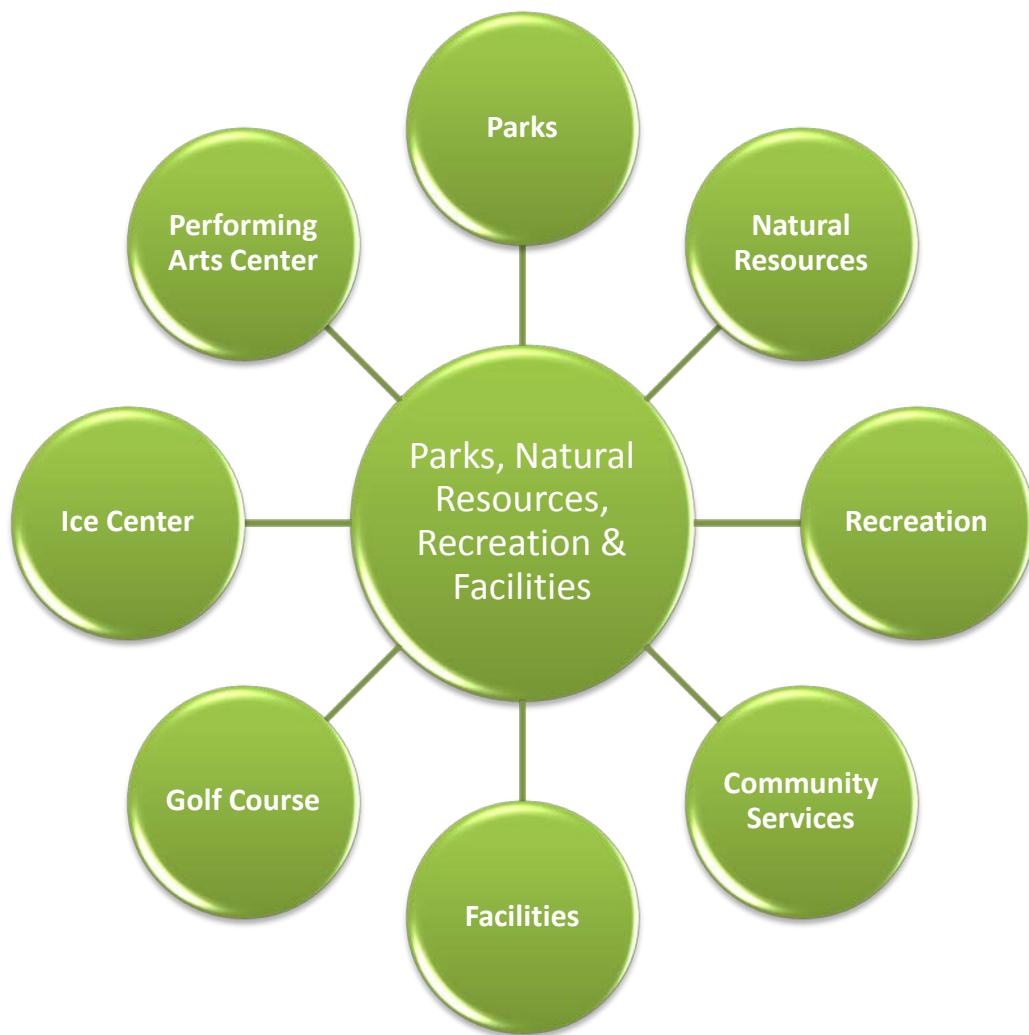 Parks
Performing
Arts Center
Natural
Resources
Parks, Natural
Resources,
Recreation &
Facilities
Ice Center
Recreation
Golf Course
Community
Services
Facilities